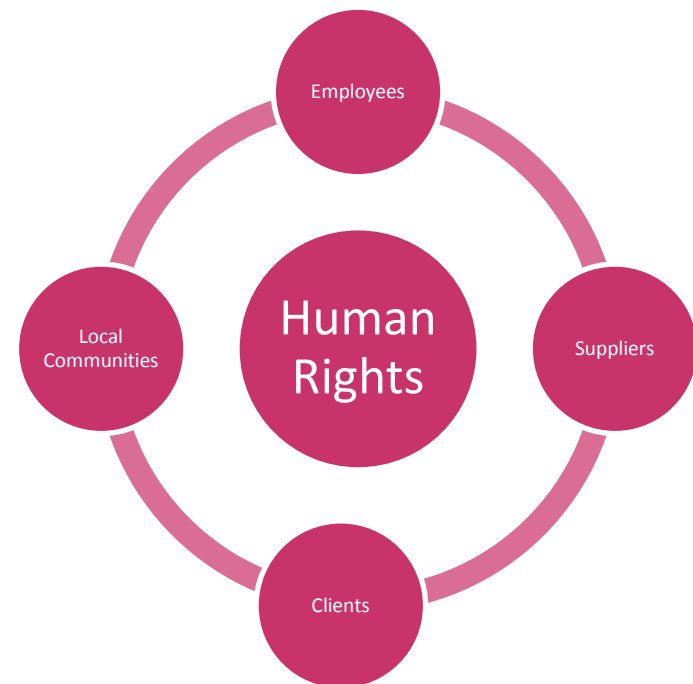 Employees
Human
Rights
Local
Communities
Suppliers
Clients